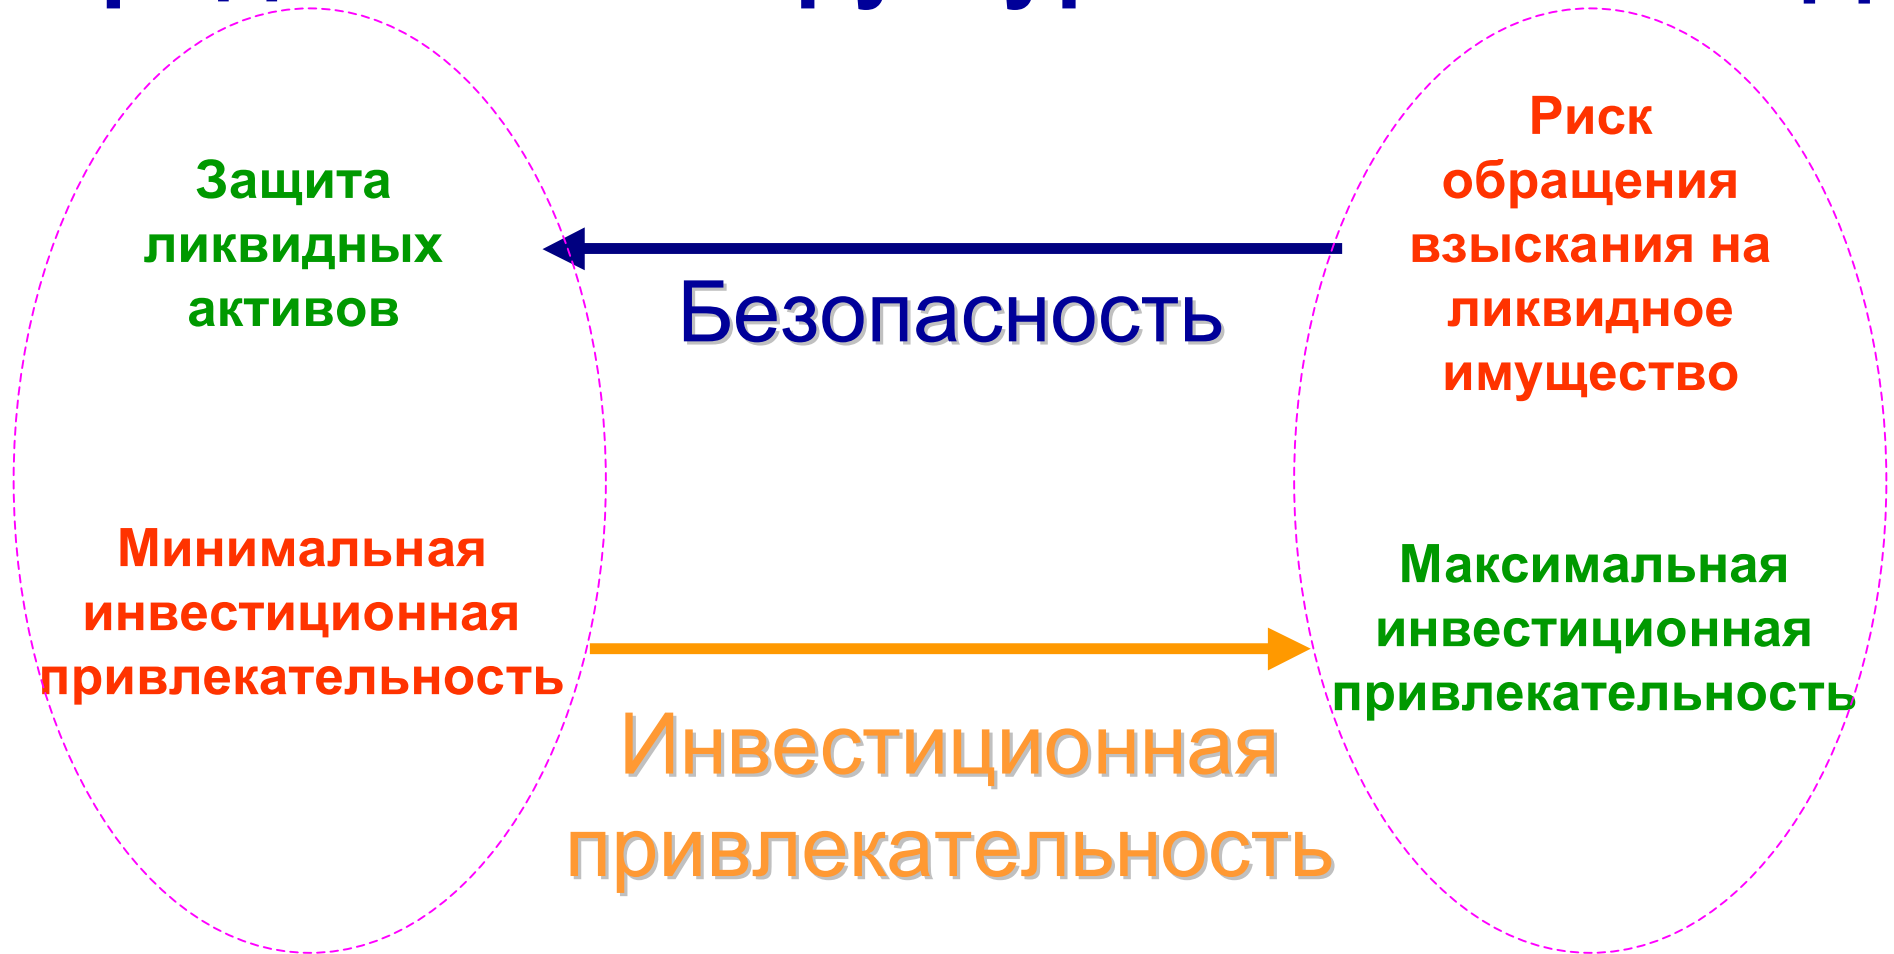 Защита
ликвидных
активов
Минимальная
инвестиционная
привлекательность
Безопасность
Инвестиционная
привлекательность
Риск
обращения
взыскания на
ликвидное
имущество
Максимальная
инвестиционная
привлекательность